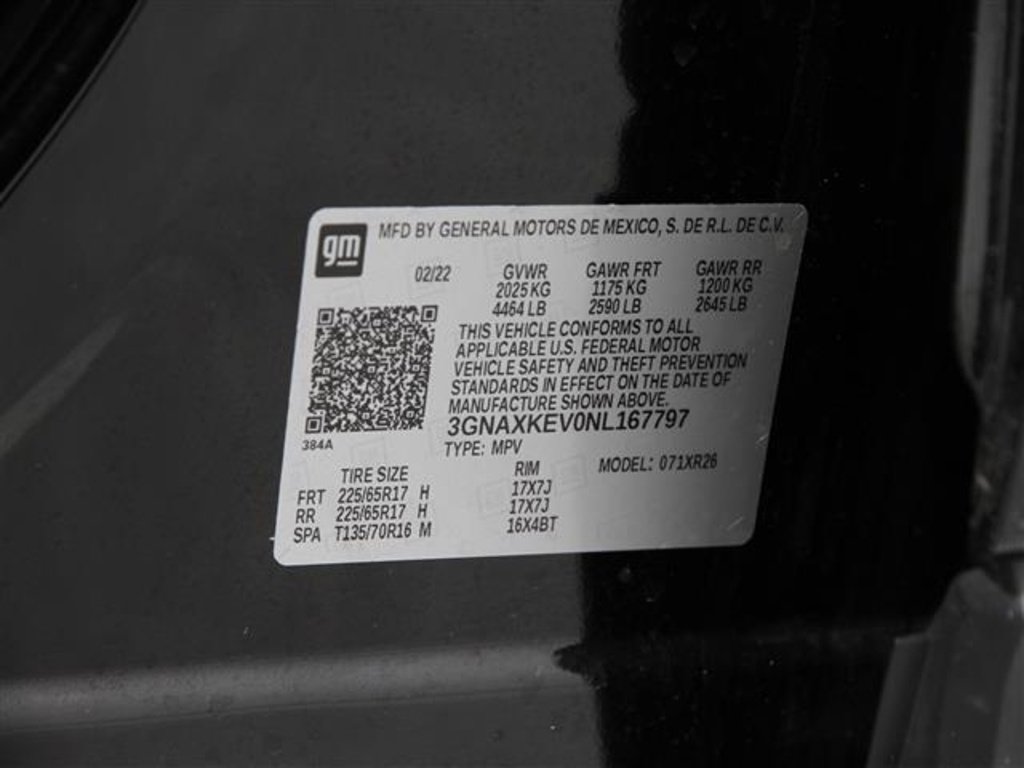 gm
MFD BY GENERAL MOTORS DE MEXICO, S. DE R.L. DE C.V.
02/22 GVWR GAWR FRT GAWR RR
2025 KG 1175 KG 1200 KG
4464 LB 2590 LB 2645 LB
THIS VEHICLE CONFORMS TO ALL
APPLICABLE U.S. FEDERAL MOTOR
VEHICLE SAFETY AND THEFT PREVENTION
STANDARDS IN EFFECT ON THE DATE OF
MANUFACTURE SHOWN ABOVE.
3GNAXKEV0NL167797
384A
TYPE: MPV
MODEL: 071XR26
TIRE SIZE RIM
FRT 225/65R17 H 17X7J
RR 225/65R17 H 17X7J
SPA T135/70R16 M 16X4BT